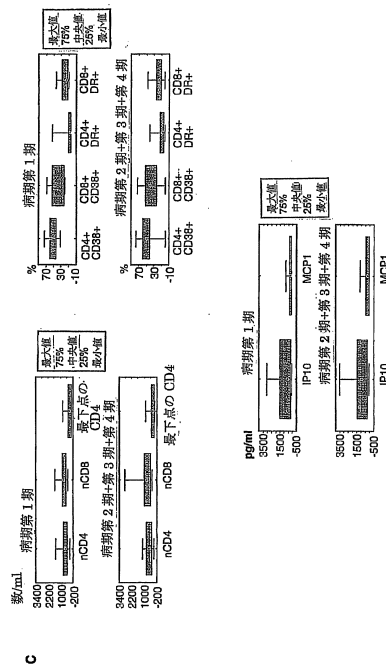 c
数/ml
病期第1期
3400
2200
1000
-200
nCD4 nCD8 最下点の CD4
最大値
75%
中央値
25%
最小値
病期第2期+第3期+第4期
3400
2200
1000
-200
nCD4 nCD8 最下点の CD4
%
病期第1期
70
30
-10
CD4+ CD38+ CD8+ CD38+ CD4+ DR+ CD8+ DR+
最大値
75%
中央値
25%
最小値
病期第2期+第3期+第4期
%
70
30
-10
CD4+ CD38+ CD8+ CD38+ CD4+ DR+ CD8+ DR+
pg/ml
病期第1期
3500
1500
-500
IP10 MCP1
最大値
75%
中央値
25%
最小値
病期第2期+第3期+第4期
3500
1500
-500
IP10 MCP1